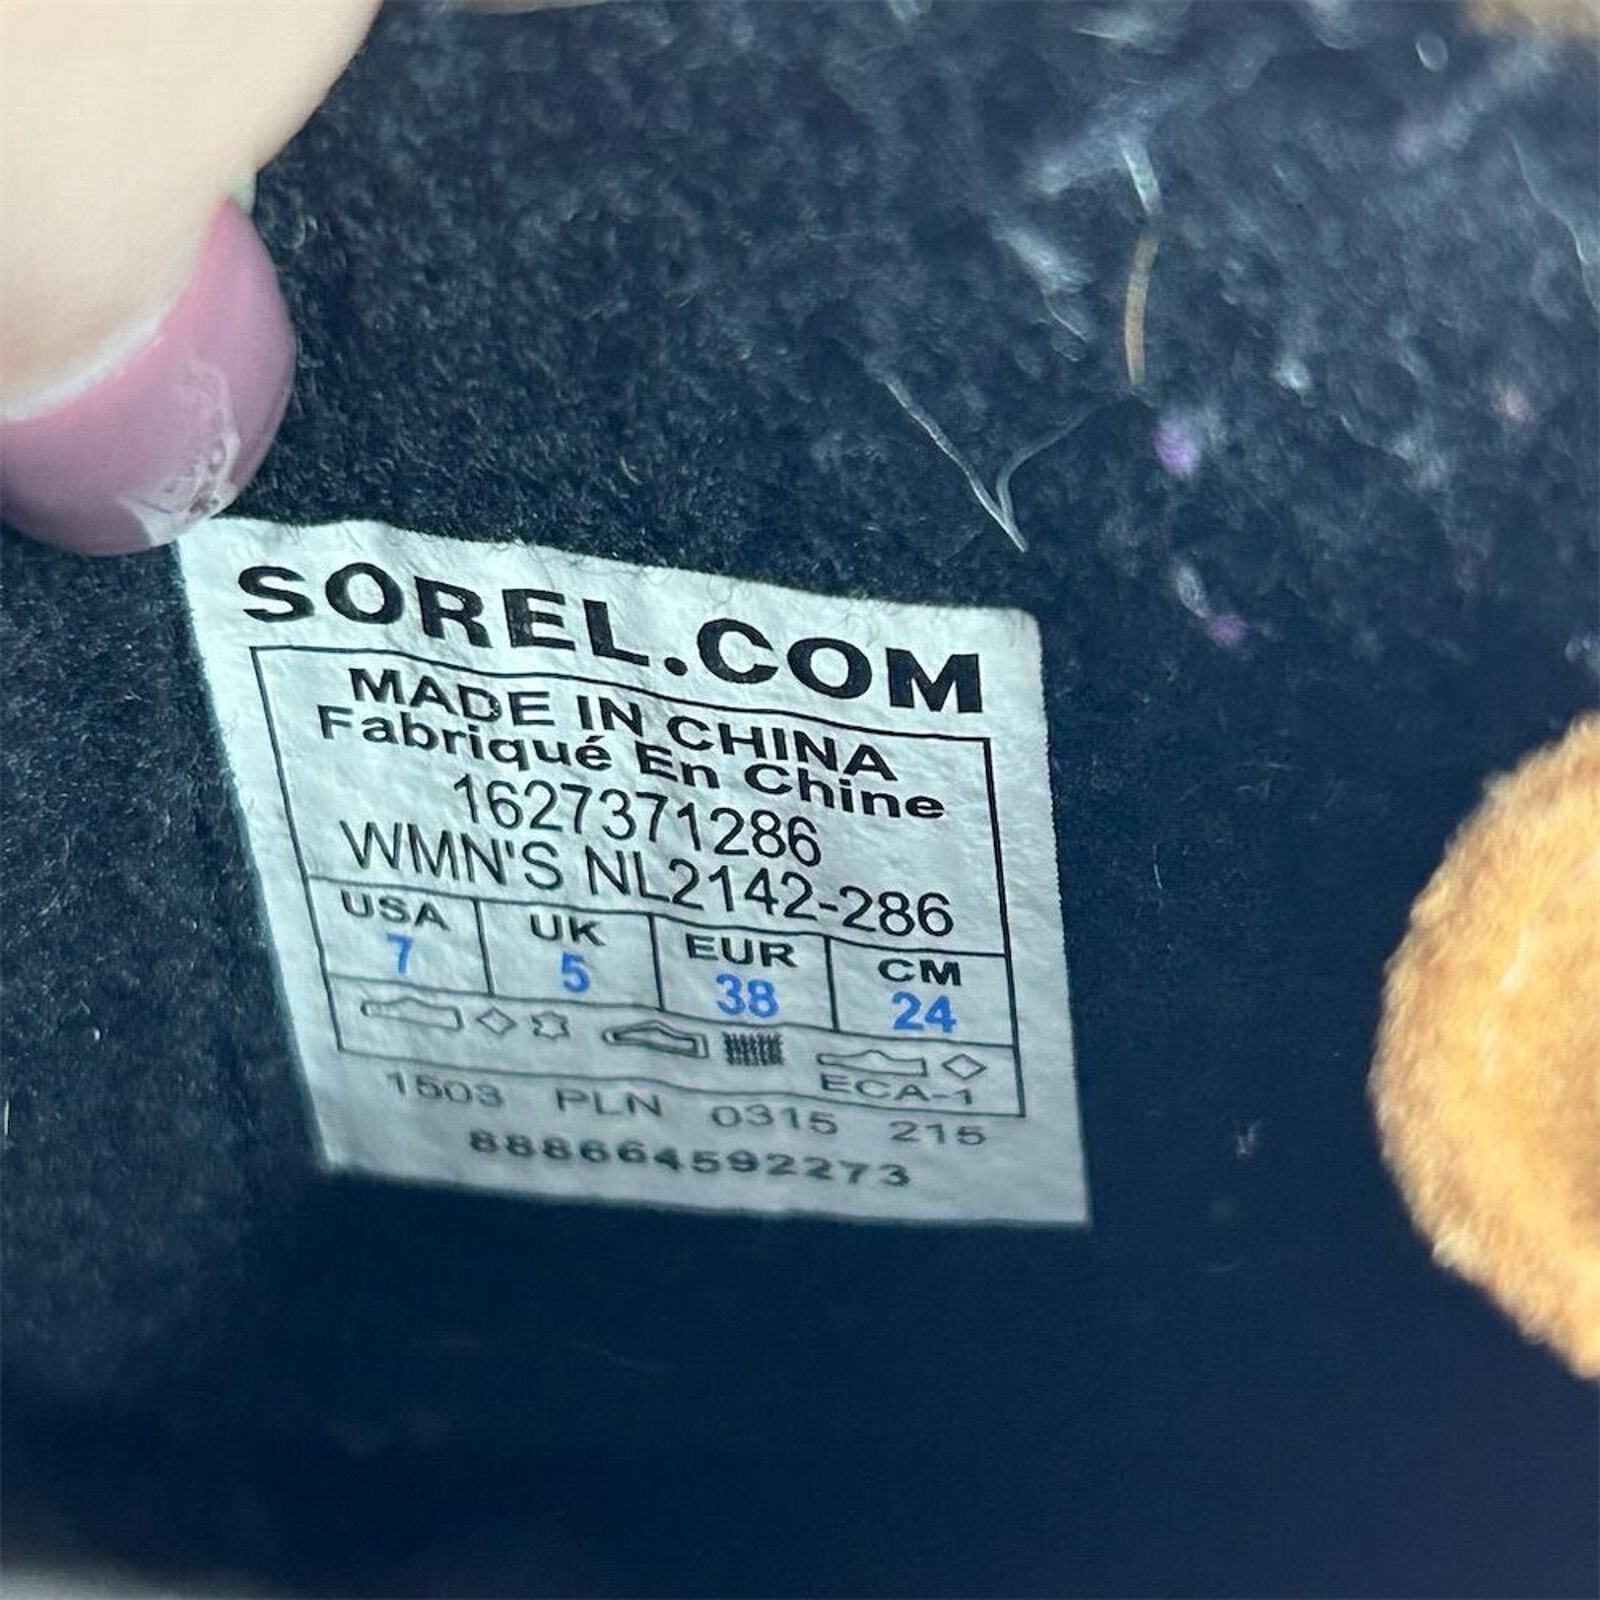 SOREL.COM
MADE IN CHINA
Fabriqué En Chine
1627371286
WMN'S NL2142-286
USA UK EUR CM
7 5 38 24
ECA-1
1503 PLN 0315 215
888664592273